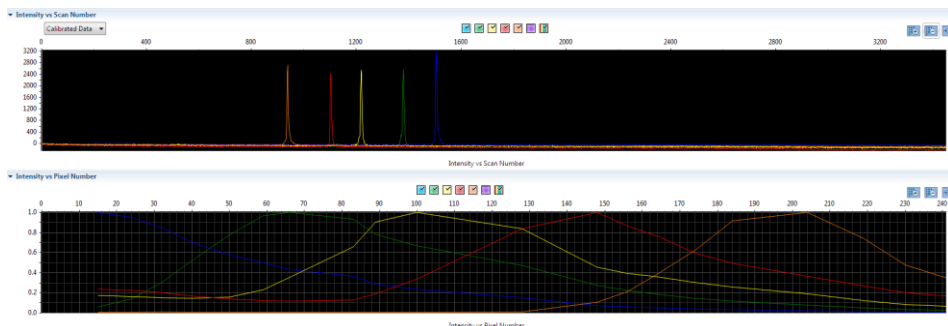 Intensity vs Scan Number
Calibrated Data
0 400 800 1200 1600 2000 2400 2800 3200
3200
2800
2400
2000
1600
1200
800
400
0
Intensity vs Scan Number
Intensity vs Pixel Number
0 10 20 30 40 50 60 70 80 90 100 110 120 130 140 150 160 170 180 190 200 210 220 230 240
1.0
0.8
0.6
0.4
0.2
0.0
Intensity vs Pixel Number